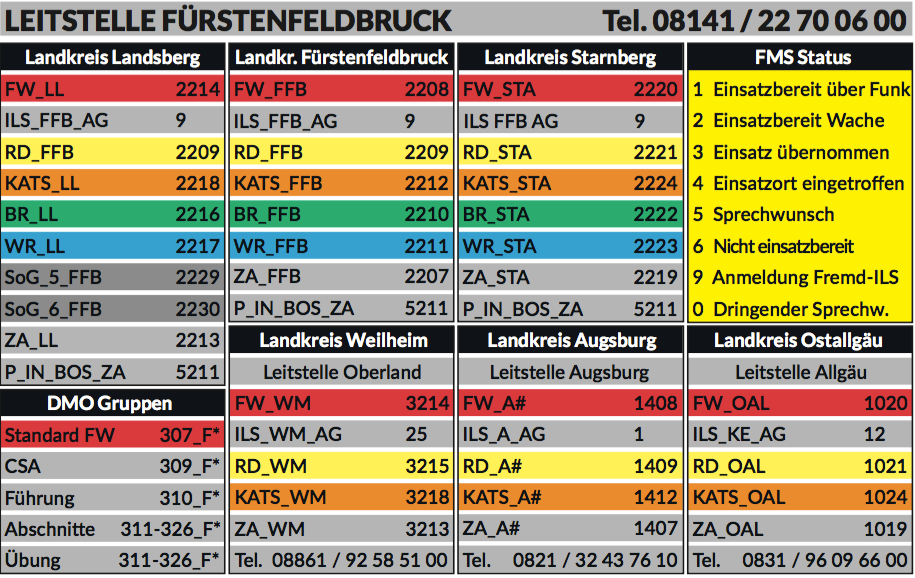 LEITSTELLE FÜRSTENFELDBRUCK Tel. 08141 / 22 70 06 00
Landkreis Landsberg
FW_LL 2214
ILS_FFB_AG 9
RD_FFB 2209
KATS_LL 2218
BR_LL 2216
WR_LL 2217
SoG_5_FFB 2229
SoG_6_FFB 2230
ZA_LL 2213
P_IN_BOS_ZA 5211
DMO Gruppen
Standard FW 307_F*
CSA 309_F*
Führung 310_F*
Abschnitte 311-326_F*
Übung 311-326_F*
Landkr. Fürstenfeldbruck
FW_FFB 2208
ILS_FFB_AG 9
RD_FFB 2209
KATS_FFB 2212
BR_FFB 2210
WR_FFB 2211
ZA_FFB 2207
P_IN_BOS_ZA 5211
Landkreis Starnberg
FW_STA 2220
ILS FFB AG 9
RD_STA 2221
KATS_STA 2224
BR_STA 2222
WR_STA 2223
ZA_STA 2219
P_IN_BOS_ZA 5211
FMS Status
1 Einsatzbereit über Funk
2 Einsatzbereit Wache
3 Einsatz übernommen
4 Einsatzort eingetroffen
5 Sprechwunsch
6 Nicht einsatzbereit
9 Anmeldung Fremd-ILS
0 Dringender Sprechw.
Landkreis Weilheim
Leitstelle Oberland
FW_WM 3214
ILS_WM_AG 25
RD_WM 3215
KATS_WM 3218
ZA_WM 3213
Tel. 08861 / 92 58 51 00
Landkreis Augsburg
Leitstelle Augsburg
FW_A# 1408
ILS_A_AG 1
RD_A# 1409
KATS_A# 1412
ZA_A# 1407
Tel. 0821 / 32 43 76 10
Landkreis Ostallgäu
Leitstelle Allgäu
FW_OAL 1020
ILS_KE_AG 12
RD_OAL 1021
KATS_OAL 1024
ZA_OAL 1019
Tel. 0831 / 96 09 66 00